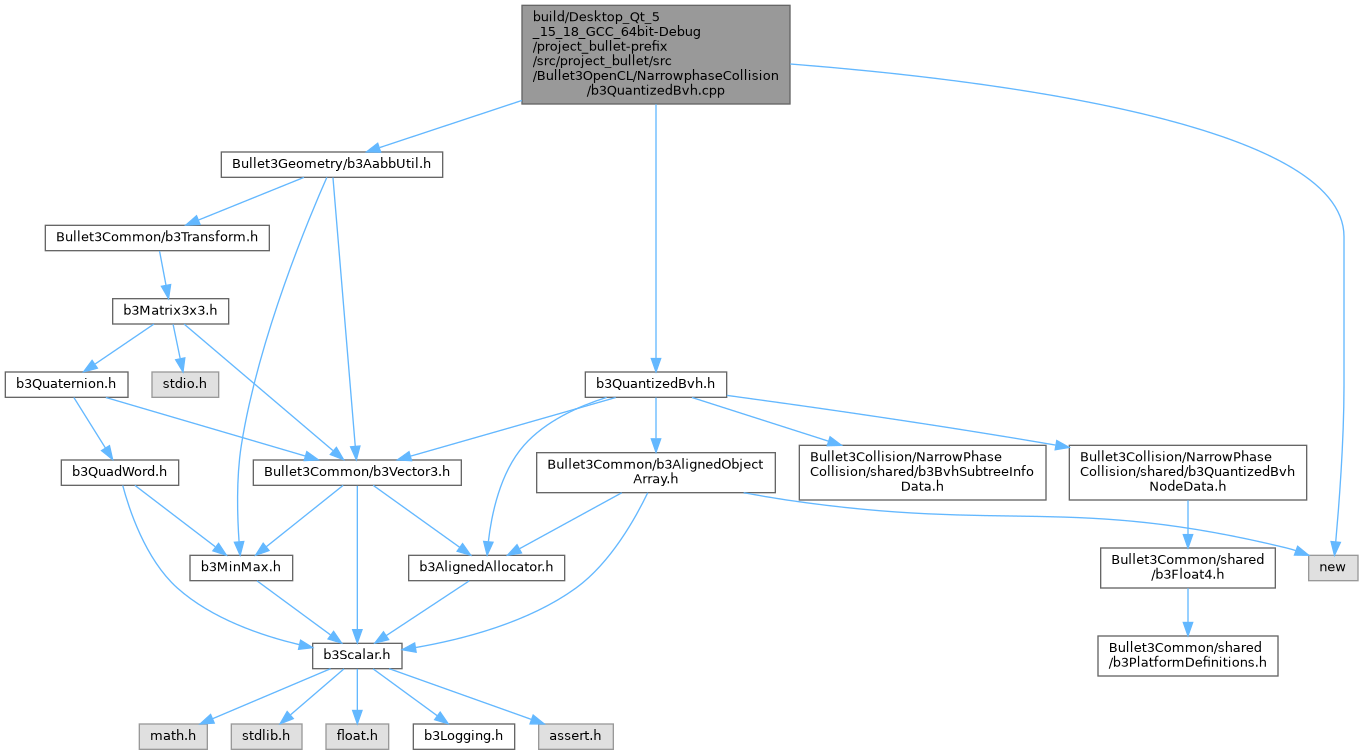 build/Desktop_Qt_5
_15_18_GCC_64bit-Debug
/project_bullet-prefix
/src/project_bullet/src
/Bullet3OpenCL/NarrowphaseCollision
/b3QuantizedBvh.cpp
Bullet3Geometry/b3AabbUtil.h
Bullet3Common/b3Transform.h
b3Matrix3x3.h
b3Quaternion.h
stdio.h
b3QuantizedBvh.h
b3QuadWord.h
Bullet3Common/b3Vector3.h
Bullet3Common/b3AlignedObject
Array.h
Bullet3Collision/NarrowPhase
Collision/shared/b3BvhSubtreeInfo
Data.h
Bullet3Collision/NarrowPhase
Collision/shared/b3QuantizedBvh
NodeData.h
b3MinMax.h
b3AlignedAllocator.h
Bullet3Common/shared
/b3Float4.h
new
b3Scalar.h
Bullet3Common/shared
/b3PlatformDefinitions.h
math.h
stdlib.h
float.h
b3Logging.h
assert.h